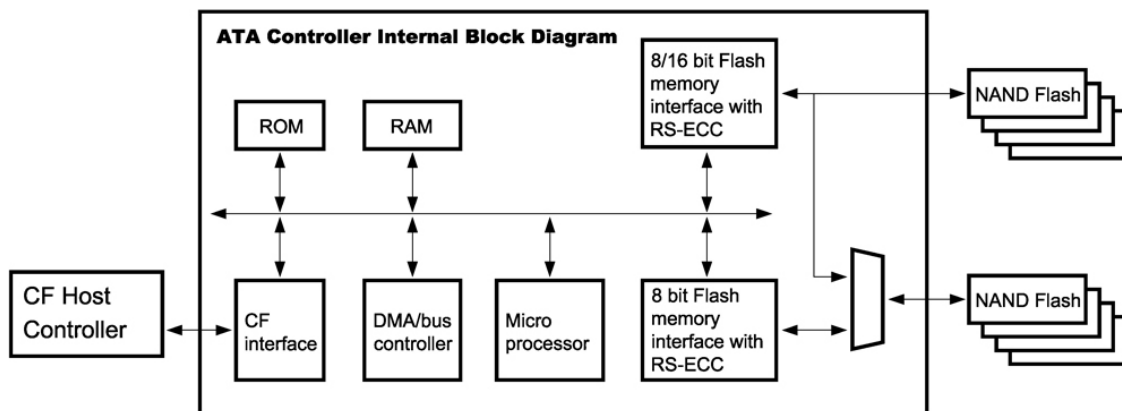 ATA Controller Internal Block Diagram
8/16 bit Flash
memory
interface with
RS-ECC
NAND Flash
ROM
RAM
CF Host
Controller
CF
interface
DMA/bus
controller
Micro
processor
8 bit Flash
memory
interface with
RS-ECC
NAND Flash